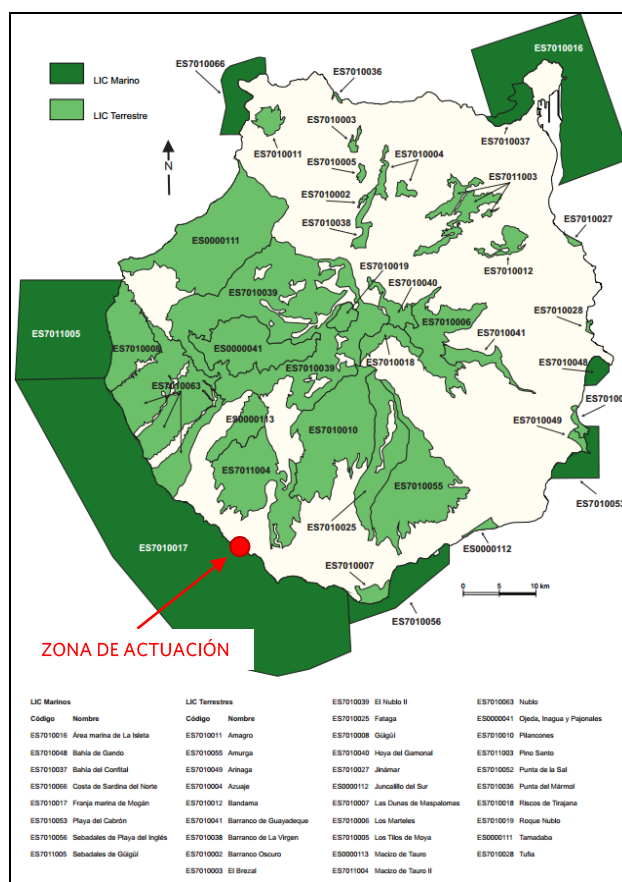 ES7010066
ES7010036
ES7010016
LIC Marino
LIC Terrestre
N
ES7010003
ES7010037
ES7010011
ES7010005
ES7010004
ES7011003
ES7010002
ES7010038
ES7010027
ES0000111
ES7010012
ES7010019
ES7010039
ES7010040
ES7010028
ES7011005
ES7010008
ES0000041
ES7010006
ES7010041
ES7010018
ES7010048
ES7010039
ES7010063
ES0000113
ES7010010
ES7010049
ES7011004
ES7010055
ES7010053
ES7010025
ES7010017
ES0000112
ES7010007
0 5 10 km
ES7010056
ZONA DE ACTUACIÓN
LIC Marinos
Código Nombre
ES7010016 Área marina de La Isleta
ES7010048 Bahía de Gando
ES7010037 Bahía del Confital
ES7010066 Costa de Sardina del Norte
ES7010017 Franja marina de Mogán
ES7010053 Playa del Cabrón
ES7010056 Sebadales de Playa del Inglés
ES7011005 Sebadales de Güigüí
LIC Terrestres
Código Nombre
ES7010011 Amagro
ES7010055 Amurga
ES7010049 Arinaga
ES7010004 Azuaje
ES7010012 Bandama
ES7010041 Barranco de Guayadeque
ES7010038 Barranco de La Virgen
ES7010002 Barranco Oscuro
ES7010003 El Brezal
ES7010039 El Nublo II
ES7010025 Fataga
ES7010008 Güigüí
ES7010040 Hoya del Gamonal
ES7010027 Jinámar
ES0000112 Juncalillo del Sur
ES7010007 Las Dunas de Maspalomas
ES7010006 Los Marteles
ES7010005 Los Tilos de Moya
ES0000113 Macizo de Tauro
ES7011004 Macizo de Tauro II
ES7010063 Nublo
ES0000041 Ojeda, Inagua y Pajonales
ES7010010 Pilancones
ES7011003 Pino Santo
ES7010052 Punta de la Sal
ES7010036 Punta del Mármol
ES7010018 Riscos de Tirajana
ES7010019 Roque Nublo
ES0000111 Tamadaba
ES7010028 Tufia